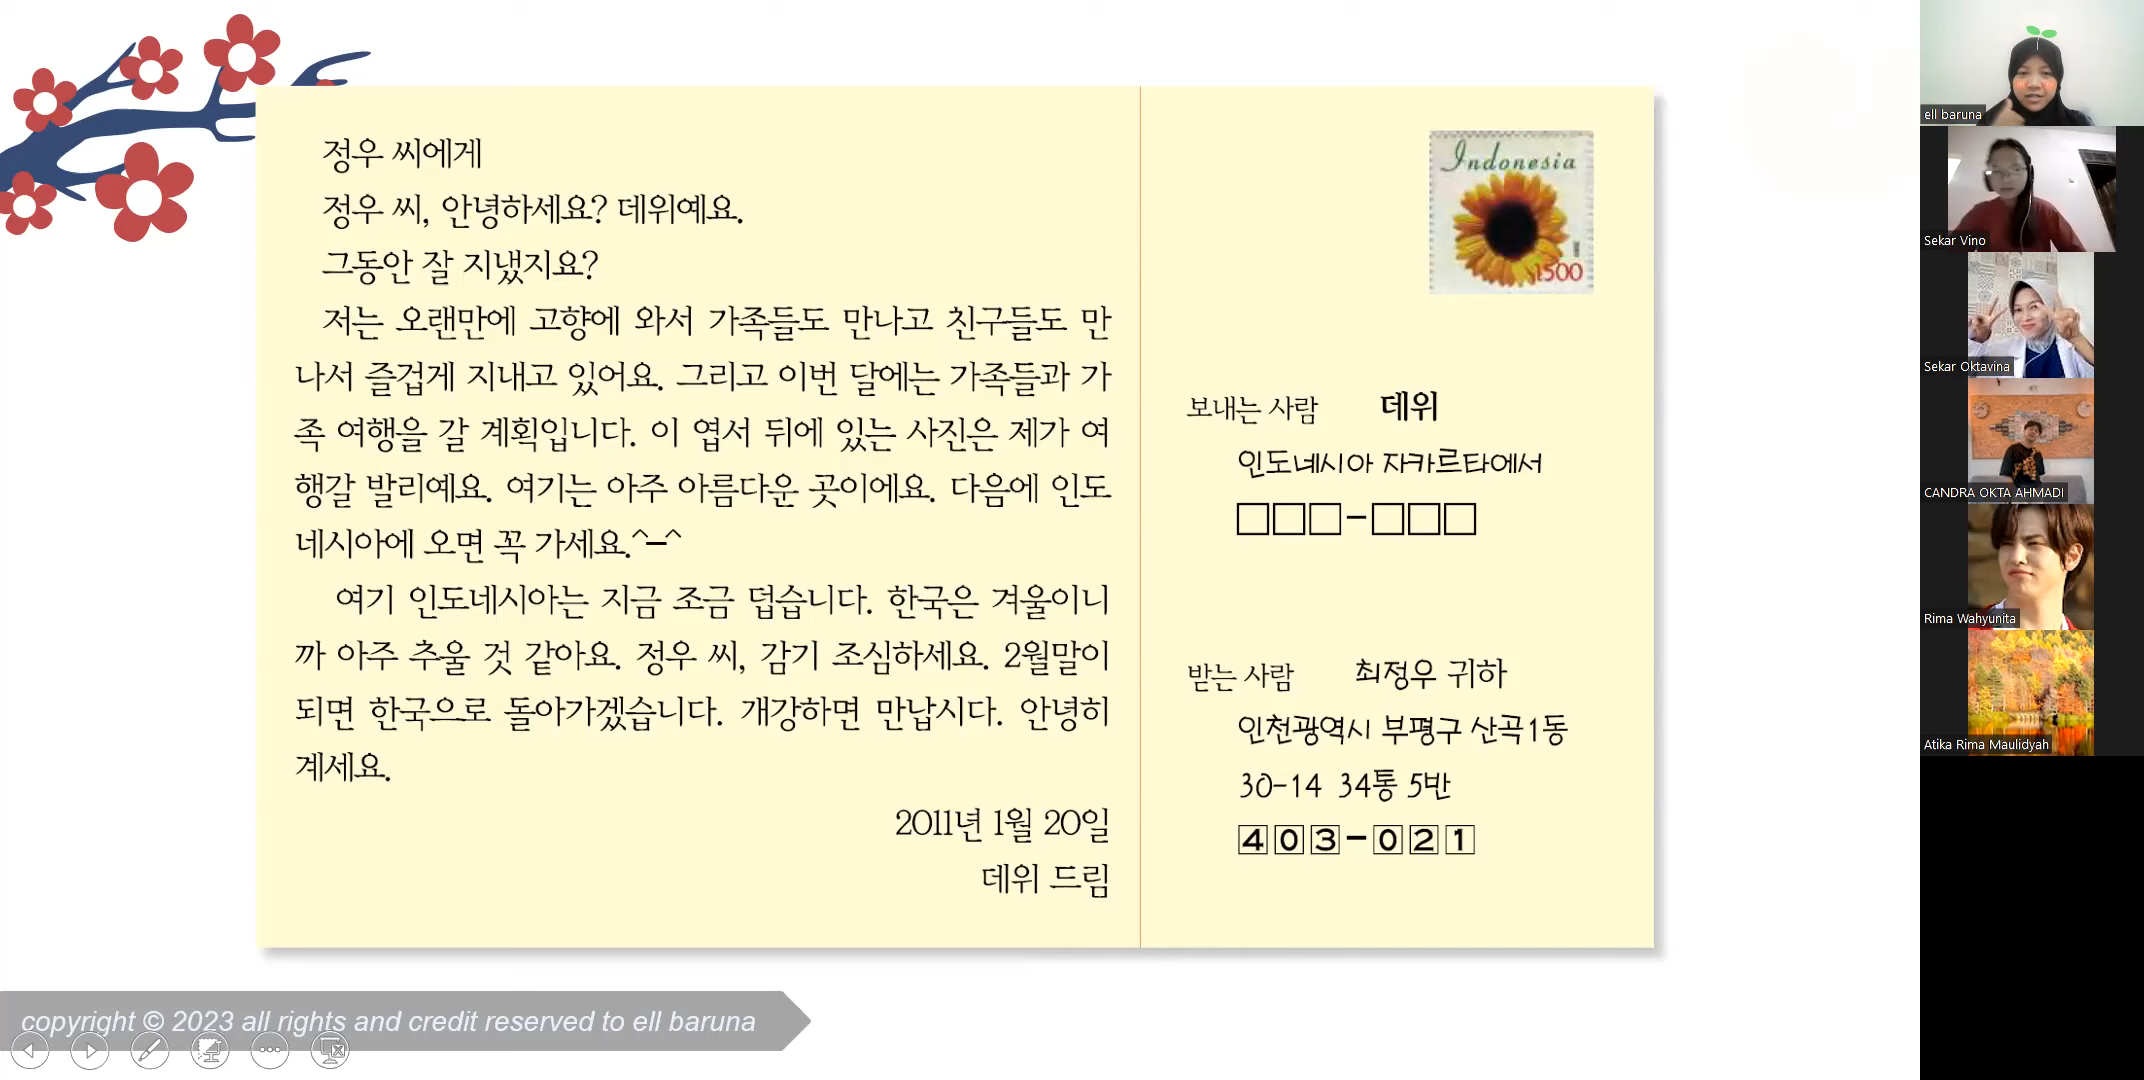 정우 씨에게
정우 씨, 안녕하세요? 데위예요.
그동안 잘 지냈지요?
저는 오랜만에 고향에 와서 가족들도 만나고 친구들도 만
나서 즐겁게 지내고 있어요. 그리고 이번 달에는 가족들과 가
족 여행을 갈 계획입니다. 이 엽서 뒤에 있는 사진은 제가 여
행갈 발리예요. 여기는 아주 아름다운 곳이에요. 다음에 인도
네시아에 오면 꼭 가세요.^-^
여기 인도네시아는 지금 조금 덥습니다. 한국은 겨울이니
까 아주 추울 것 같아요. 정우 씨, 감기 조심하세요. 2월말이
되면 한국으로 돌아가겠습니다. 개강하면 만납시다. 안녕히
계세요.
2011년 1월 20일
데위 드림
Indonesia
1500
보내는 사람 데위
인도네시아 자카르타에서
□□□-□□□
받는 사람 최정우 귀하
인천광역시 부평구 산곡1동
30-14 34통 5반
403-021
copyright © 2023 all rights and credit reserved to ell baruna
ell baruna
Sekar Vino
Sekar Oktavina
CANDRA OKTA AHMADI
Rima Wahyunita
Atika Rima Maulidyah